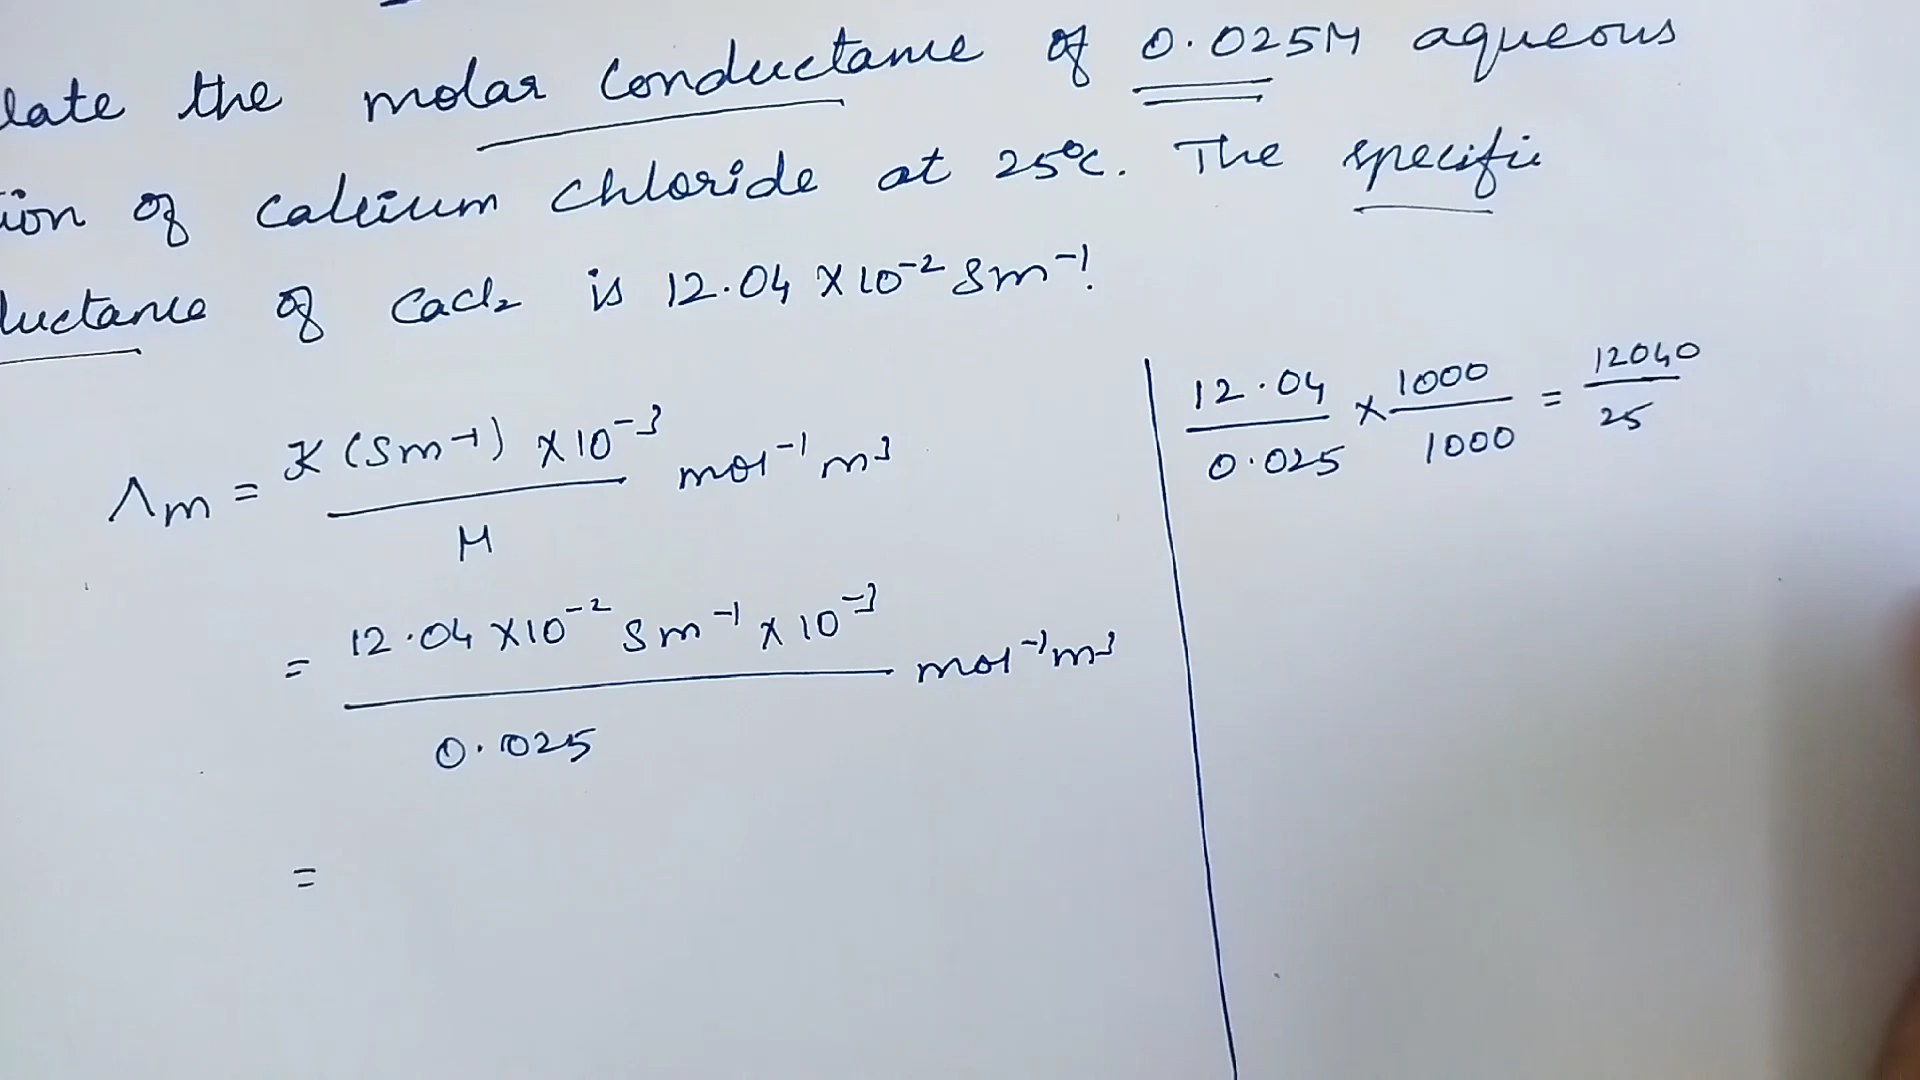 late the molar conductance of 0.025M aqueous
ion of calcium chloride at 25°C. The specific
ductance of CaCl₂ is 12.04 × 10⁻² Sm⁻¹.
Λm = K (Sm⁻¹) × 10⁻³ / M mol⁻¹ m³
= 12.04 × 10⁻² Sm⁻¹ × 10⁻³ / 0.025 mol⁻¹ m³
=
12.04 / 0.025 × 1000 / 1000 = 12040 / 25